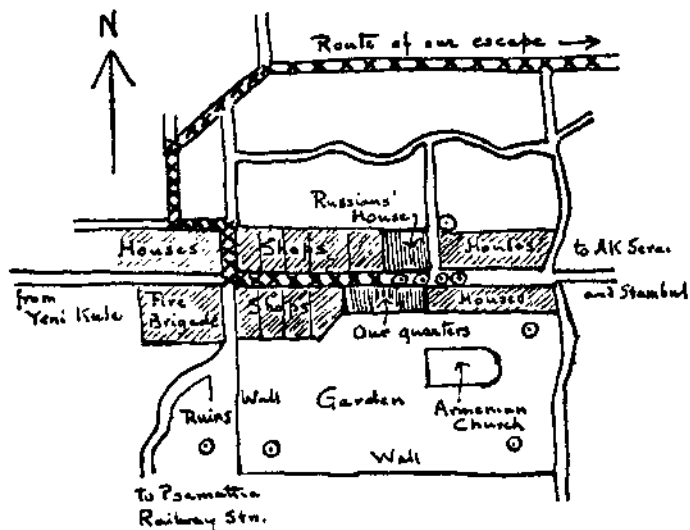 N
Route of our escape
Russians'
House
Houses
Shops
Houses
to AK Serai
from
Yeni Kule
Fire
Brigade
Shops
Houses
and Stambul
Our quarters
Ruins
Wall
Garden
Armenian
Church
Wall
to Psamattia
Railway Stn.